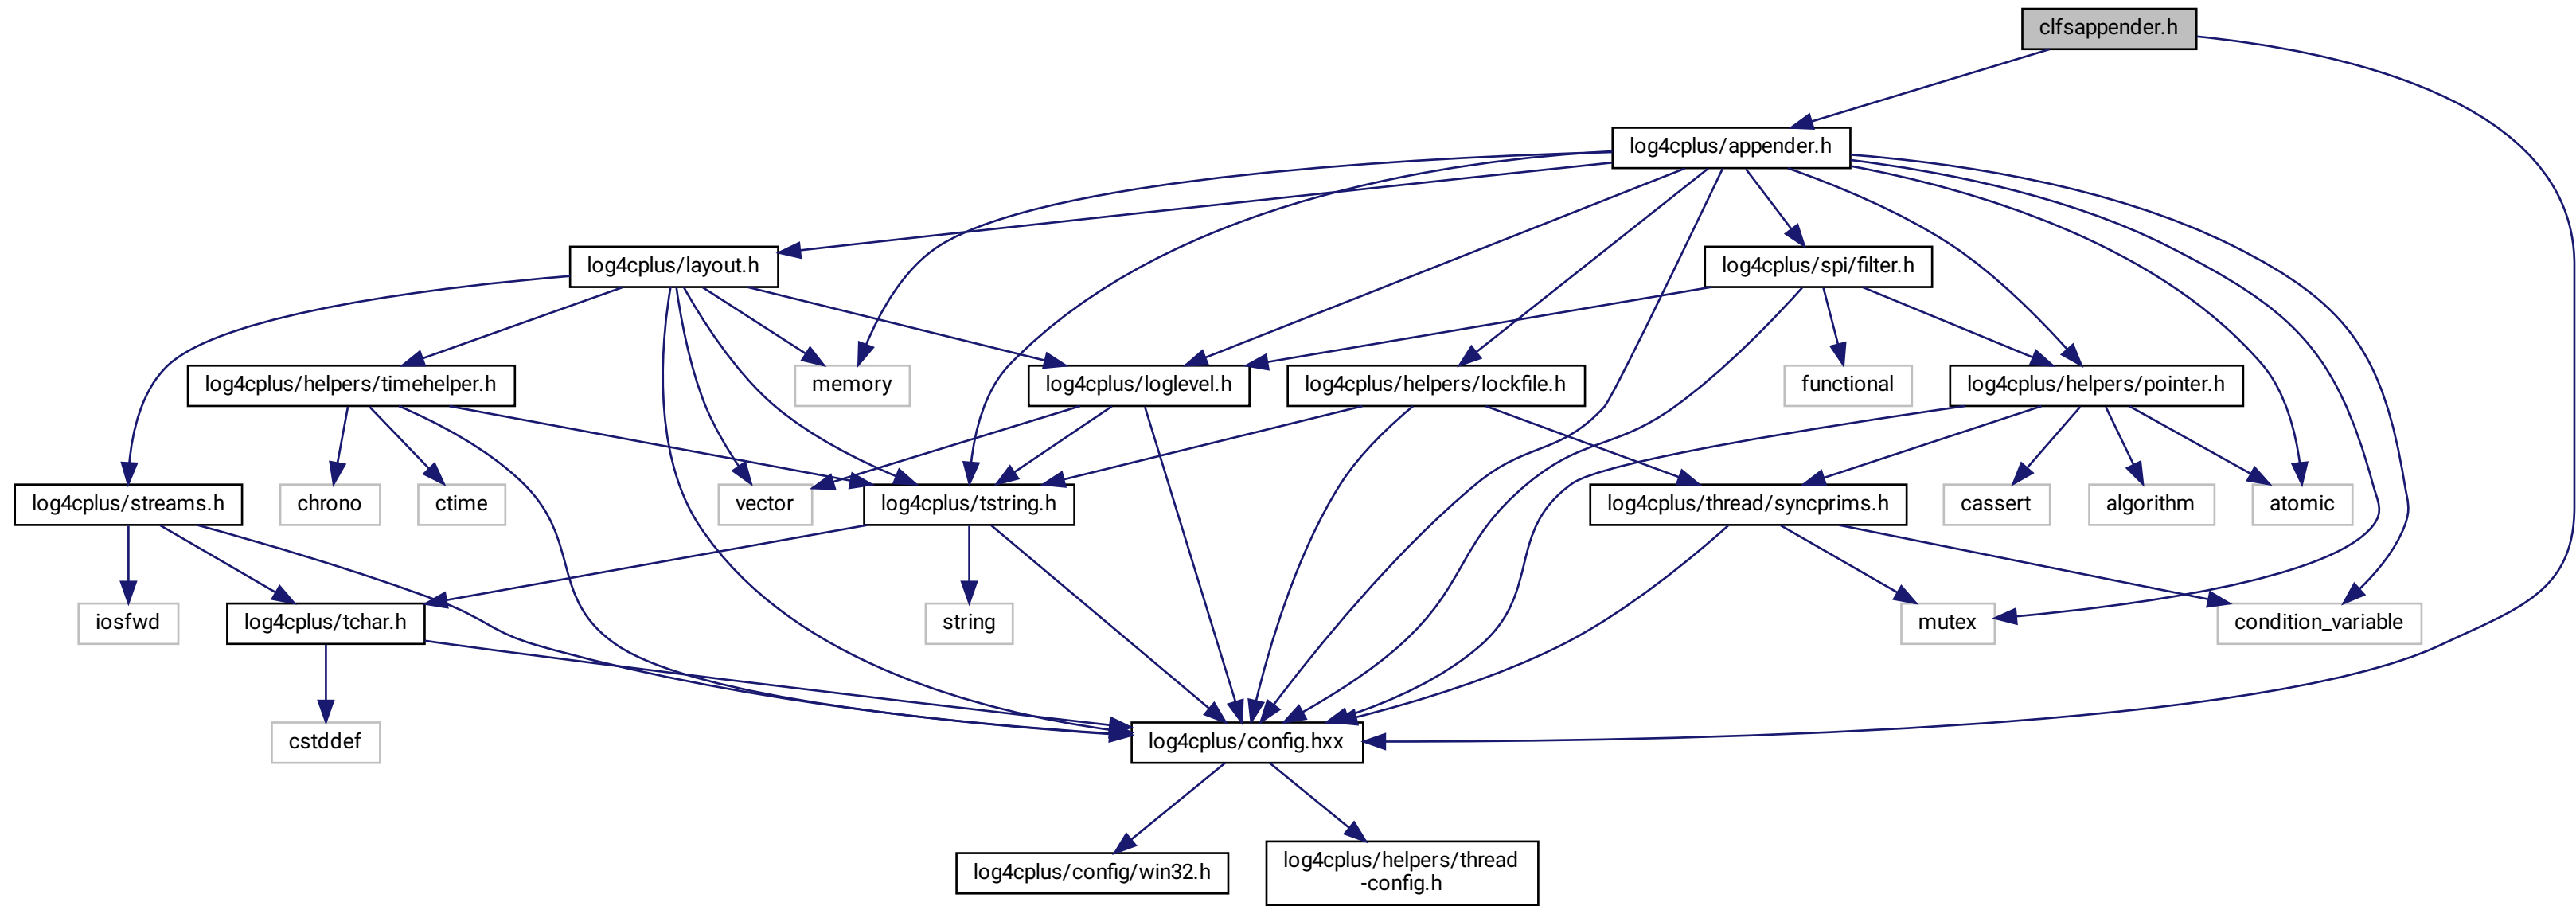 clfsappender.h
log4cplus/appender.h
log4cplus/layout.h
log4cplus/spi/filter.h
log4cplus/helpers/timehelper.h
memory
log4cplus/loglevel.h
log4cplus/helpers/lockfile.h
functional
log4cplus/helpers/pointer.h
log4cplus/streams.h
chrono
ctime
vector
log4cplus/tstring.h
log4cplus/thread/syncprims.h
cassert
algorithm
atomic
iosfwd
log4cplus/tchar.h
string
mutex
condition_variable
cstddef
log4cplus/config.hxx
log4cplus/config/win32.h
log4cplus/helpers/thread
-config.h